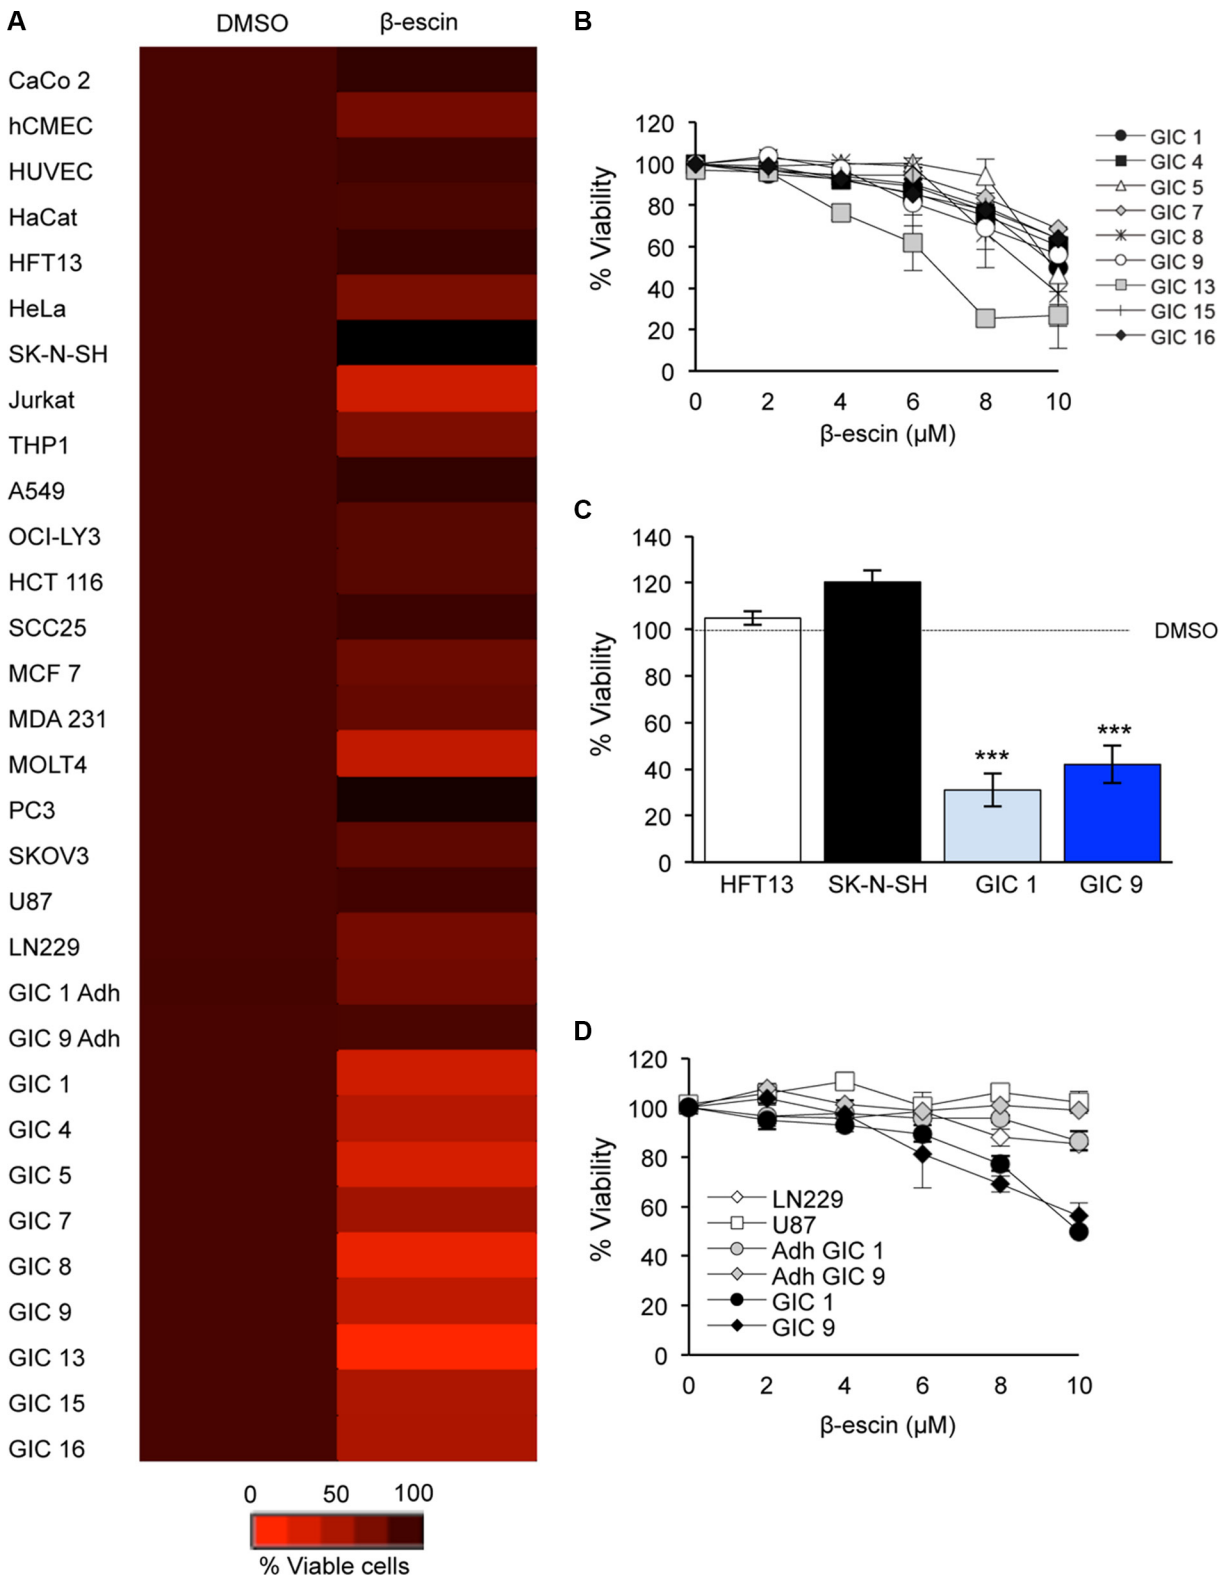 A
DMSO
β-escin
CaCo 2
hCMEC
HUVEC
HaCat
HFT13
HeLa
SK-N-SH
Jurkat
THP1
A549
OCI-LY3
HCT 116
SCC25
MCF 7
MDA 231
MOLT4
PC3
SKOV3
U87
LN229
GIC 1 Adh
GIC 9 Adh
GIC 1
GIC 4
GIC 5
GIC 7
GIC 8
GIC 9
GIC 13
GIC 15
GIC 16
0 50 100
% Viable cells
B
% Viability
120
100
80
60
40
20
0
0 2 4 6 8 10
β-escin (μM)
GIC 1
GIC 4
GIC 5
GIC 7
GIC 8
GIC 9
GIC 13
GIC 15
GIC 16
C
% Viability
140
120
100
80
60
40
20
0
DMSO
***
***
HFT13 SK-N-SH GIC 1 GIC 9
D
% Viability
120
100
80
60
40
20
0
LN229
U87
Adh GIC 1
Adh GIC 9
GIC 1
GIC 9
0 2 4 6 8 10
β-escin (μM)